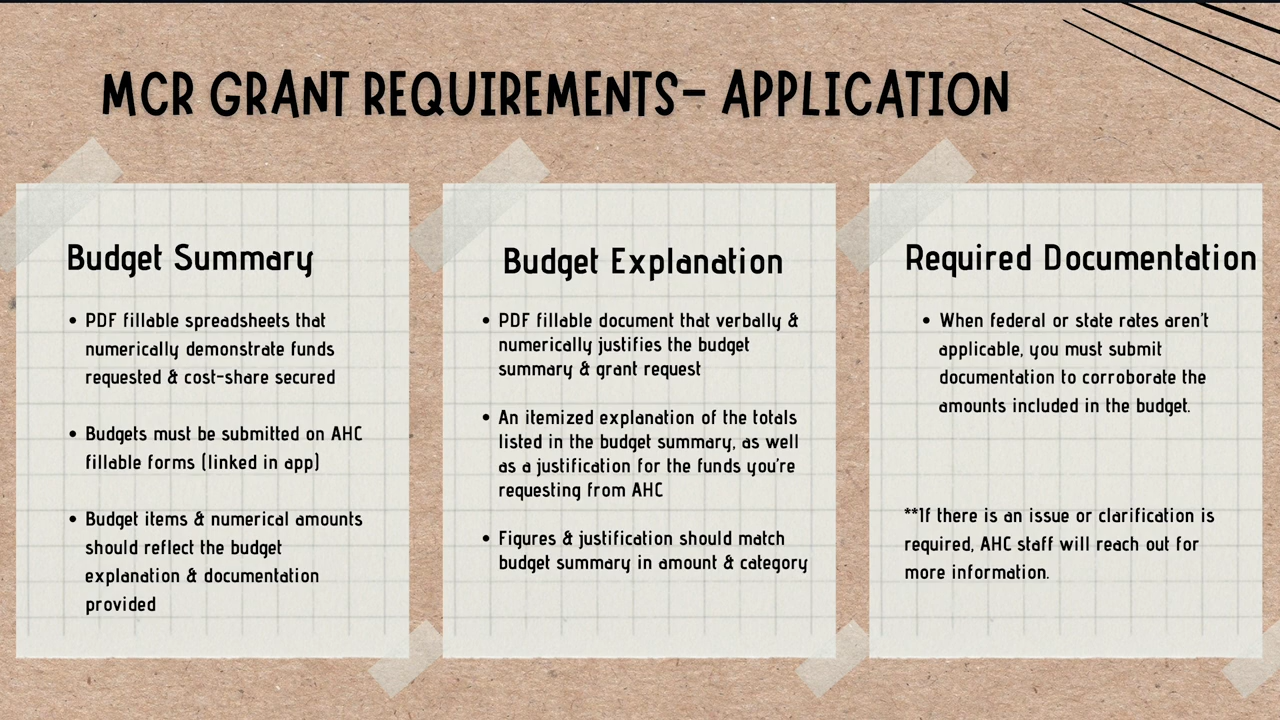 MCR GRANT REQUIREMENTS- APPLICATION
Budget Summary
• PDF fillable spreadsheets that
numerically demonstrate funds
requested & cost-share secured
• Budgets must be submitted on AHC
fillable forms (linked in app)
• Budget items & numerical amounts
should reflect the budget
explanation & documentation
provided
Budget Explanation
• PDF fillable document that verbally &
numerically justifies the budget
summary & grant request
• An itemized explanation of the totals
listed in the budget summary, as well
as a justification for the funds you're
requesting from AHC
• Figures & justification should match
budget summary in amount & category
Required Documentation
• When federal or state rates aren't
applicable, you must submit
documentation to corroborate the
amounts included in the budget.
**If there is an issue or clarification is
required, AHC staff will reach out for
more information.